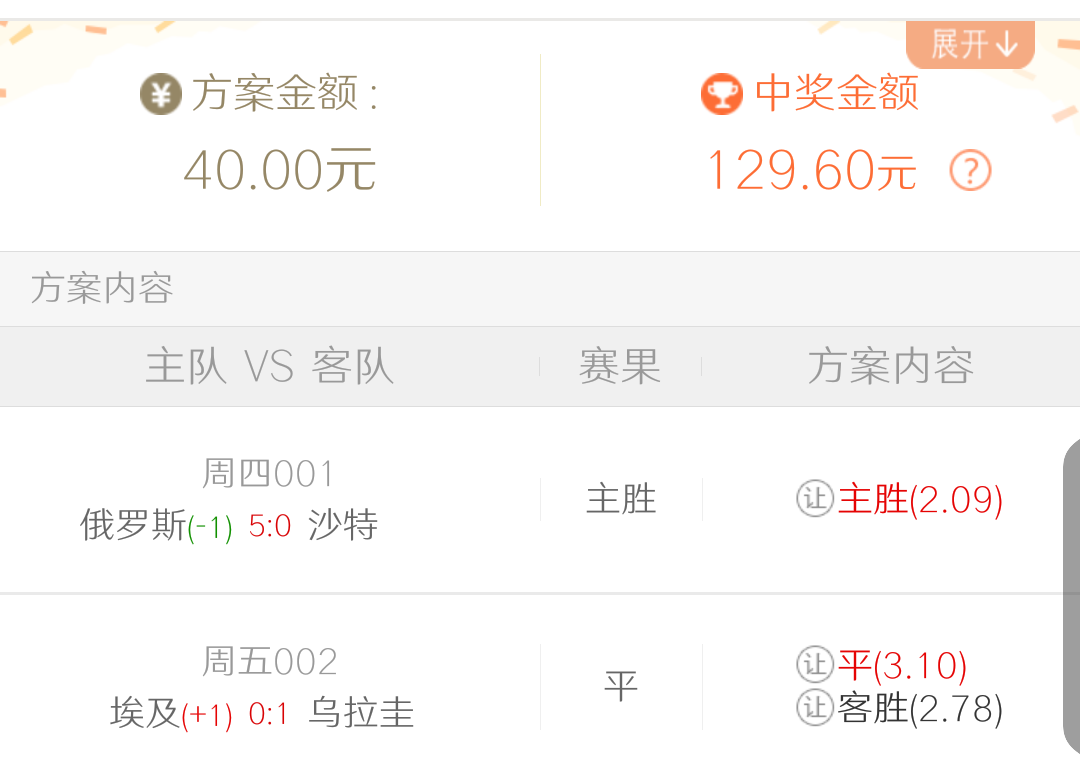 展开↓
¥ 方案金额 :
中奖金额
40.00元
129.60元 ?
方案内容
主队 VS 客队 赛果 方案内容
周四001
俄罗斯(-1) 5:0 沙特
主胜
让 主胜(2.09)
周五002
埃及(+1) 0:1 乌拉圭
平
让 平(3.10)
让 客胜(2.78)